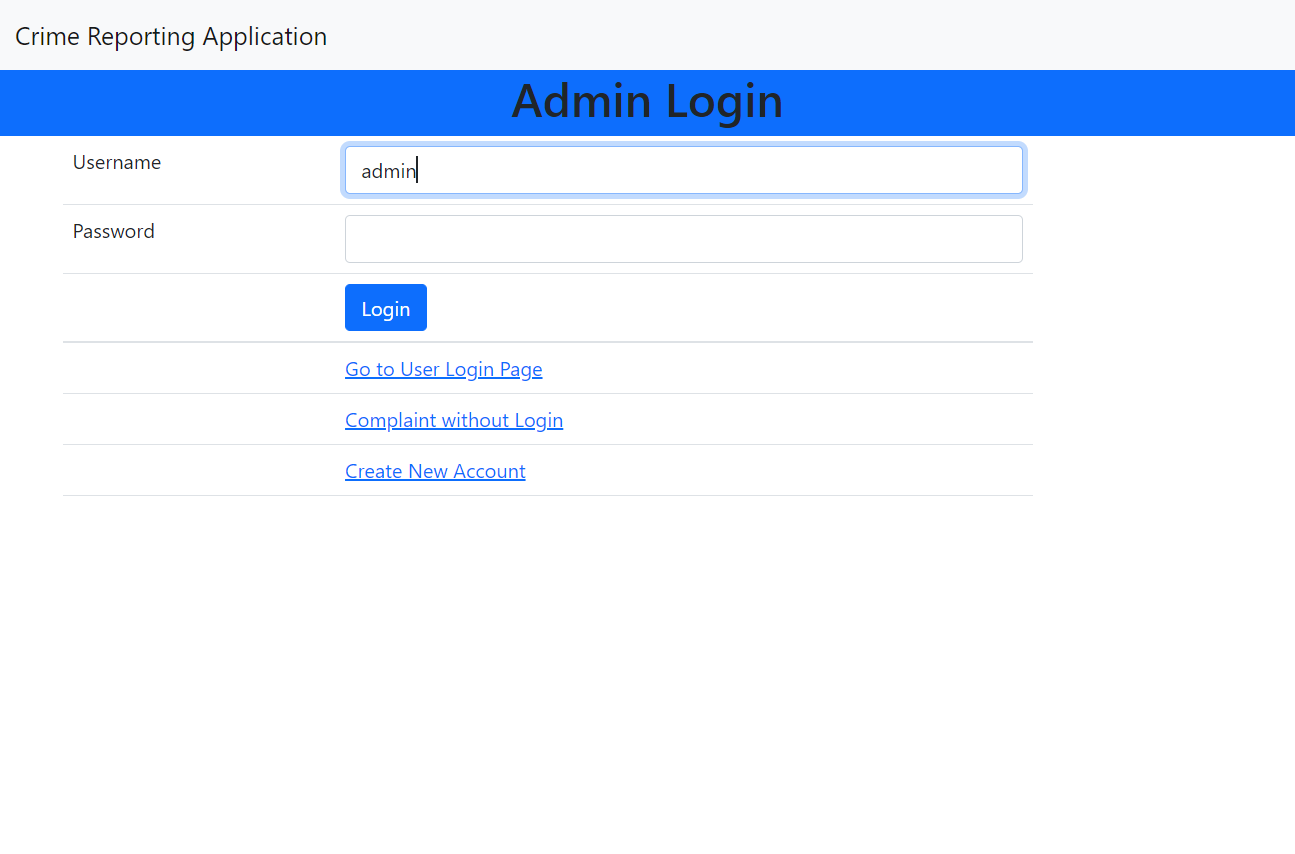 Crime Reporting Application
Admin Login
Username
admin
Password
Login
Go to User Login Page
Complaint without Login
Create New Account